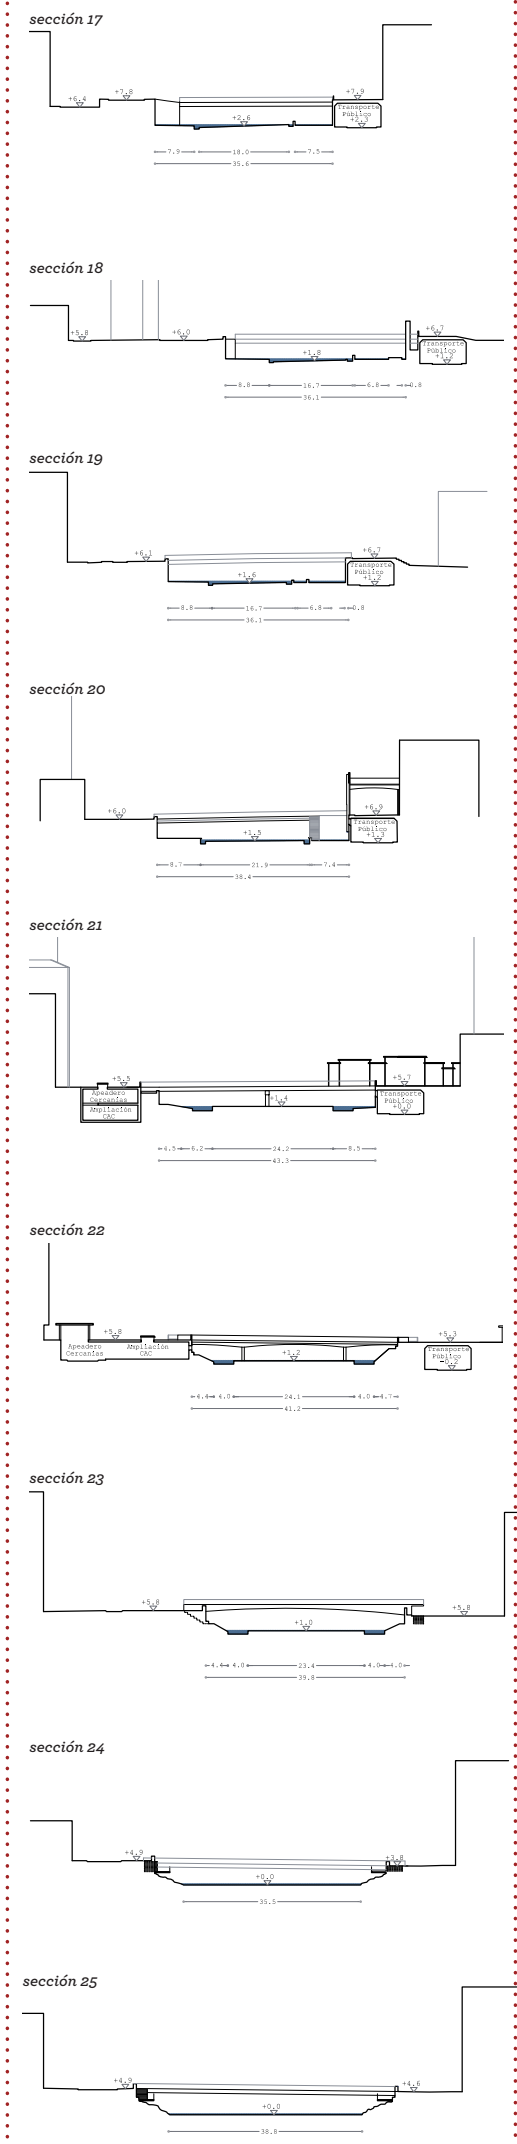 sección 17
+6.4
+7.8
+7.9
Transporte
Público
+2.3
+2.6
7.9
18.0
7.5
35.6
sección 18
+5.8
+6.0
+6.7
Transporte
Público
+1.2
+1.8
8.8
16.7
6.8
0.8
36.1
sección 19
+6.1
+6.7
Transporte
Público
+1.2
+1.6
8.8
16.7
6.8
0.8
36.1
sección 20
+6.0
+6.9
Transporte
Público
+1.3
+1.5
8.7
21.9
7.4
38.4
sección 21
+5.5
+5.7
Apeadero
Cercanías
Ampliación
CAC
+1.4
Transporte
Público
+0.0
4.5
6.2
24.2
8.5
43.3
sección 22
+5.8
+5.3
Apeadero
Cercanías
Ampliación
CAC
+1.2
Transporte
Público
-0.2
4.4
4.0
24.1
4.0
4.7
41.2
sección 23
+5.8
+5.8
+1.0
4.4
4.0
23.4
4.0
4.0
39.8
sección 24
+4.9
+3.8
+0.0
35.5
sección 25
+4.9
+4.6
+0.0
38.8